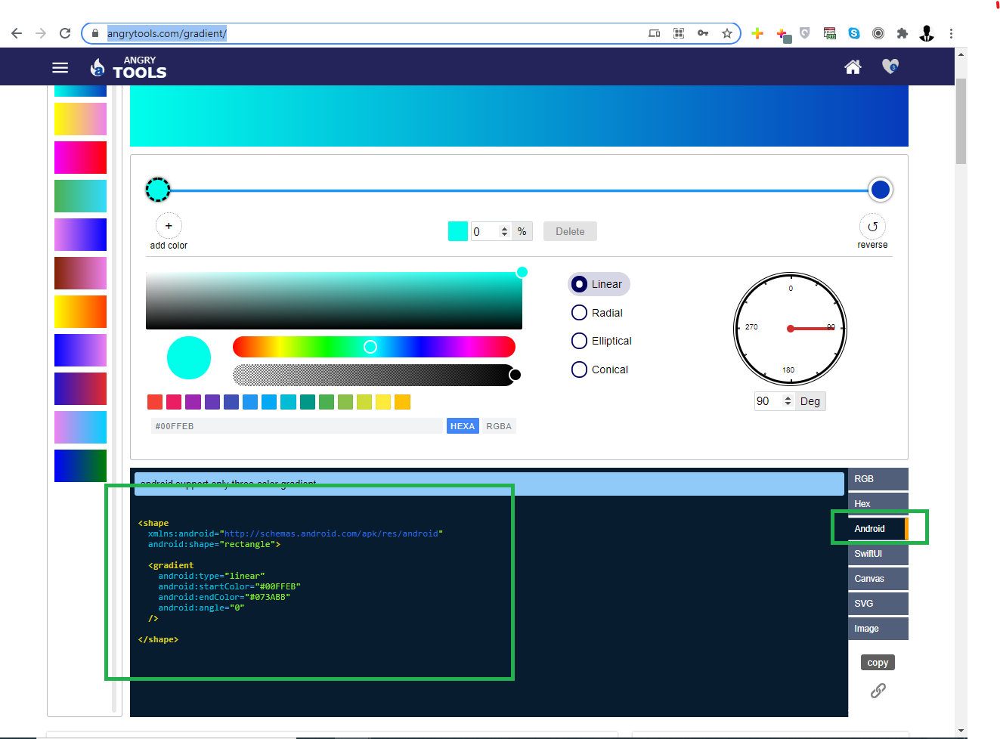 angrytools.com/gradient/
ANGRY
TOOLS
+
add color
0
%
Delete
reverse
Linear
Radial
Elliptical
Conical
0
90
180
270
90
Deg
#00FFEB
HEXA
RGBA
android support only three color gradient
<shape
xmlns:android="http://schemas.android.com/apk/res/android"
android:shape="rectangle">
<gradient
android:type="linear"
android:startColor="#00FFEB"
android:endColor="#073ABB"
android:angle="0"
/>
</shape>
RGB
Hex
Android
SwiftUI
Canvas
SVG
Image
copy